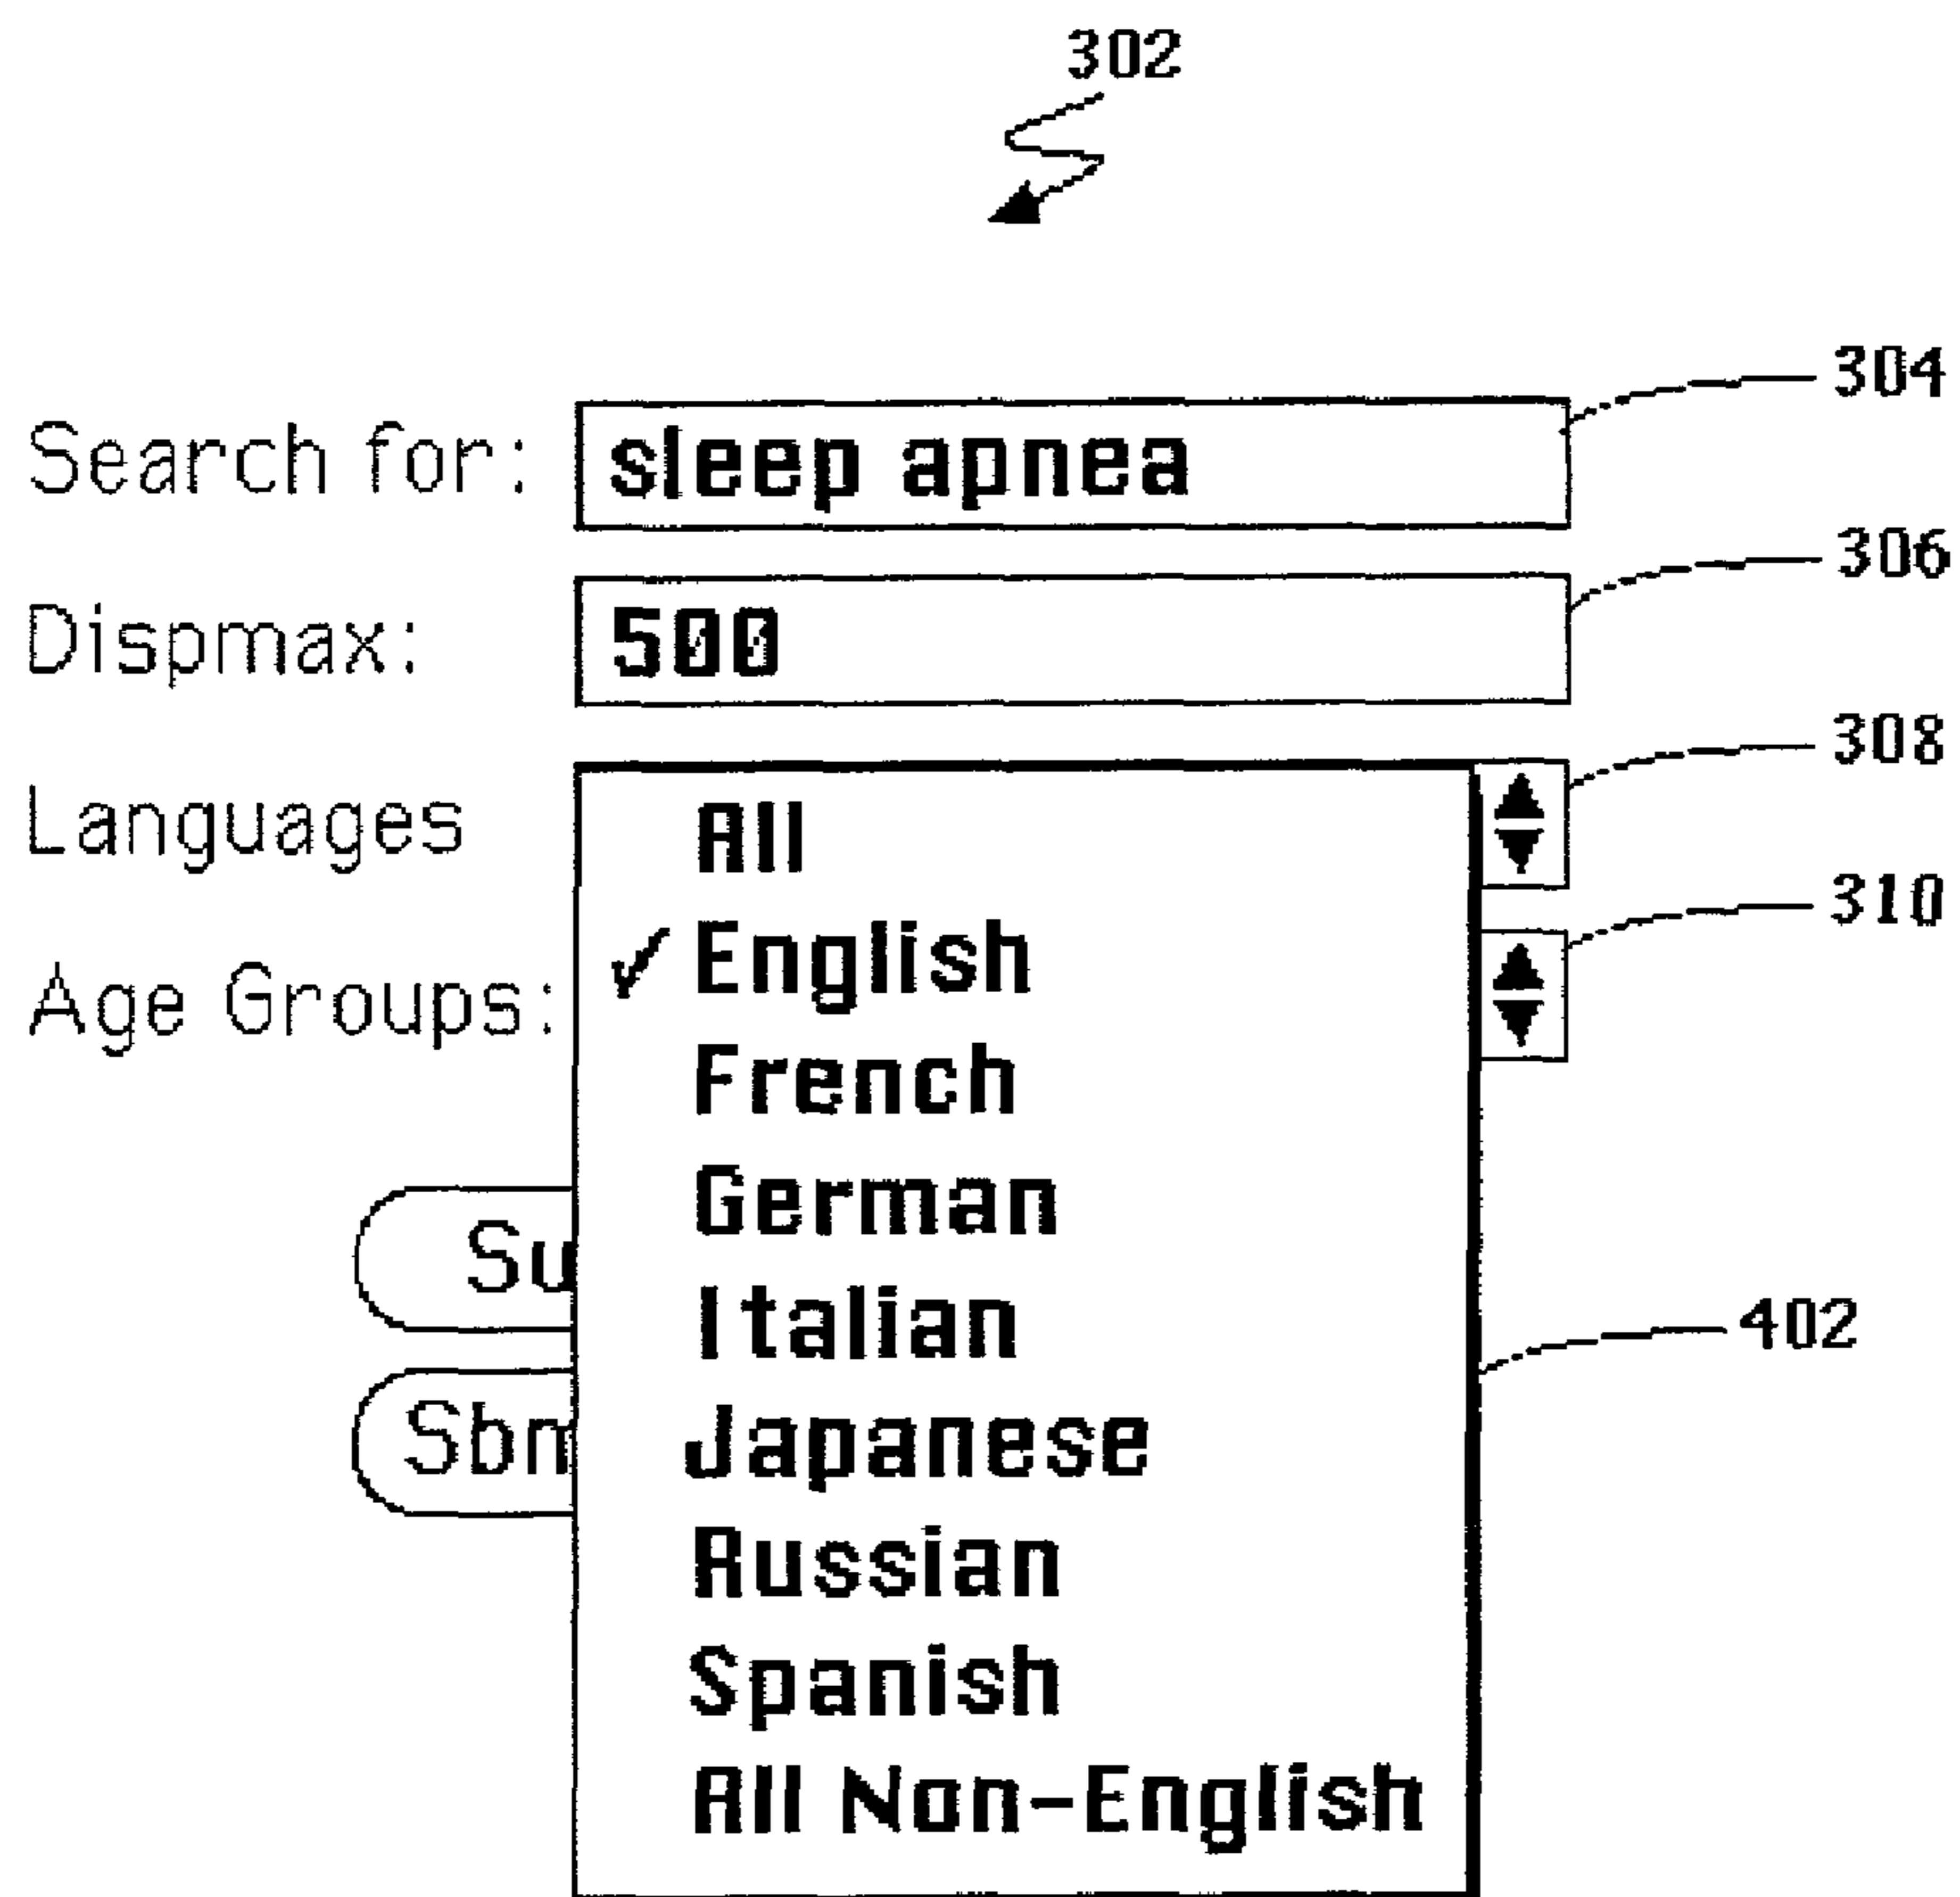 302
Search for: sleep apnea 304
Dispmax: 500 306
Languages All 308
English 310
Age Groups:
French
German
Su
Italian 402
Sbm Japanese
Russian
Spanish
All Non-English